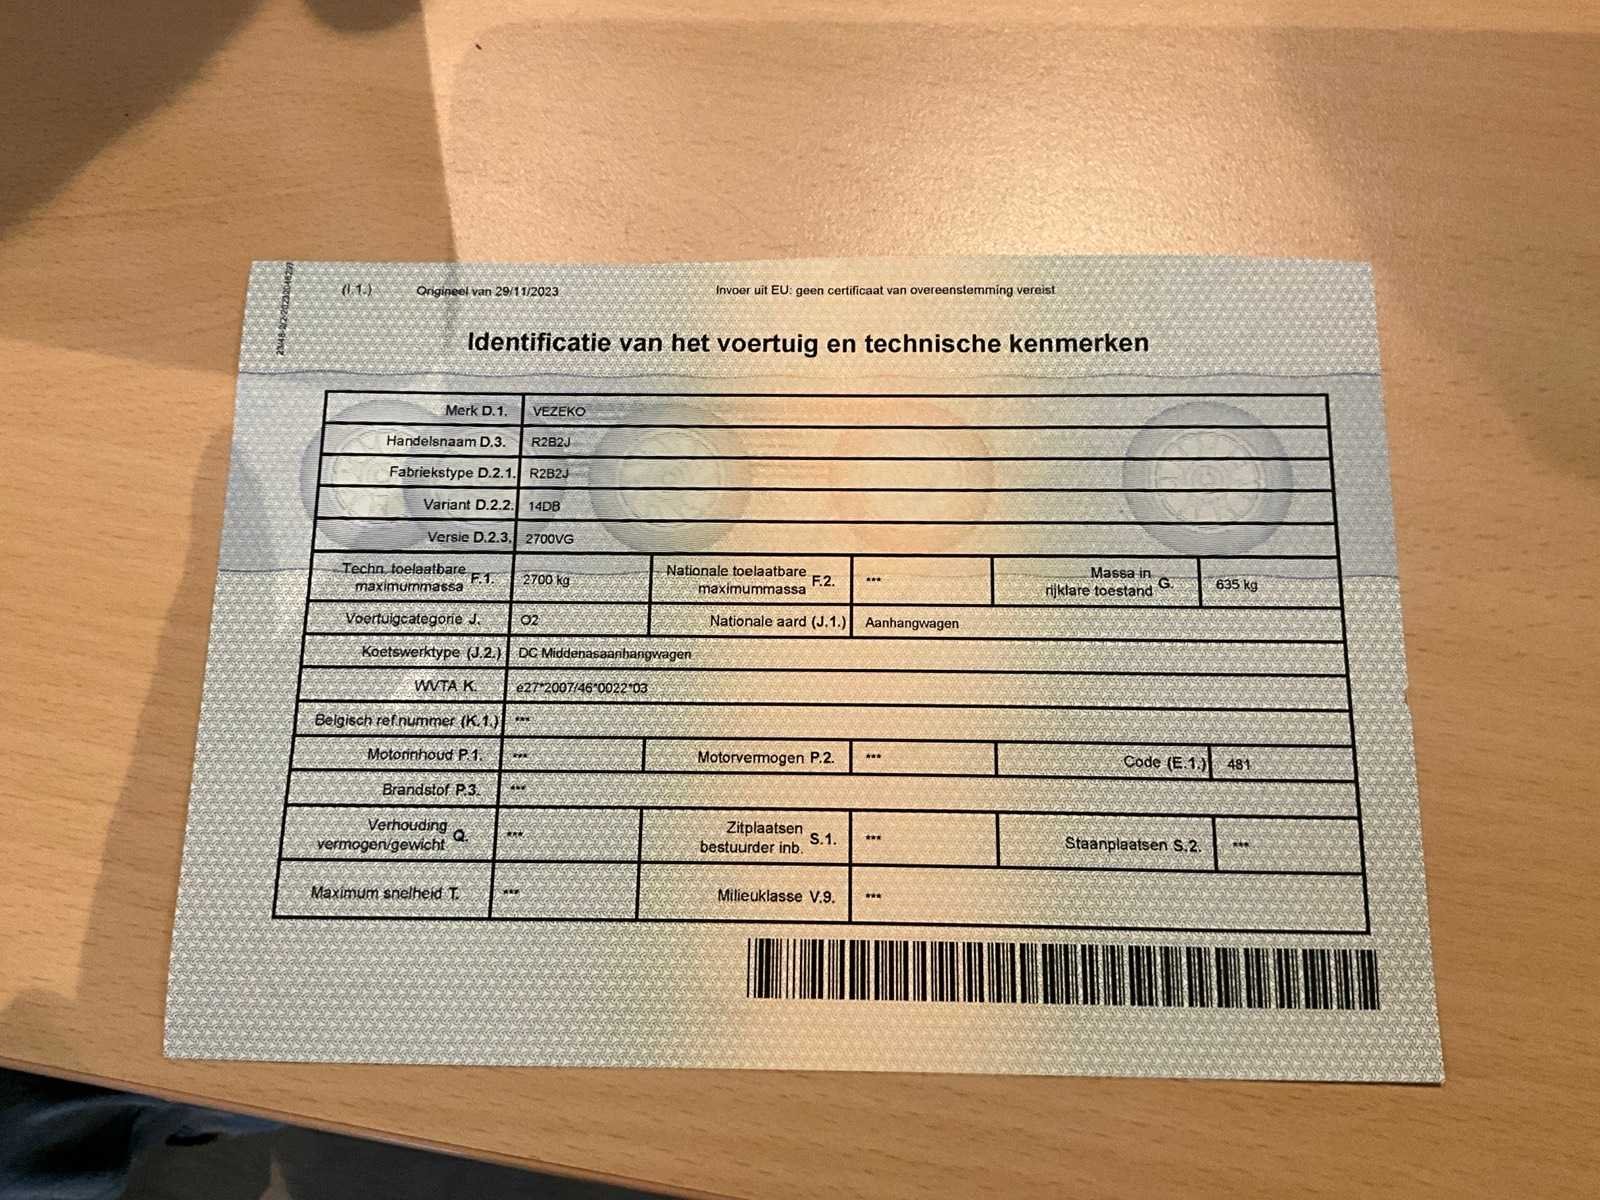 (I.1.) Origineel van 29/11/2023 Invoer uit EU: geen certificaat van overeenstemming vereist
Identificatie van het voertuig en technische kenmerken
Merk D.1. VEZEKO
Handelsnaam D.3. R2B2J
Fabriekstype D.2.1. R2B2J
Variant D.2.2. 14DB
Versie D.2.3. 2700VG
Techn. toelaatbare maximummassa F.1. 2700 kg Nationale toelaatbare maximummassa F.2. *** Massa in rijklare toestand G. 635 kg
Voertuigcategorie J. O2 Nationale aard (J.1.) Aanhangwagen
Koetswerktype (J.2.) DC Middenasaanhangwagen
WVTA K. e27*2007/46*0022*03
Belgisch ref.nummer (K.1.) ***
Motorinhoud P.1. *** Motorvermogen P.2. *** Code (E.1.) 481
Brandstof P.3. ***
Verhouding vermogen/gewicht Q. *** Zitplaatsen bestuurder inb. S.1. *** Staanplaatsen S.2. ***
Maximum snelheid T. *** Milieuklasse V.9. ***